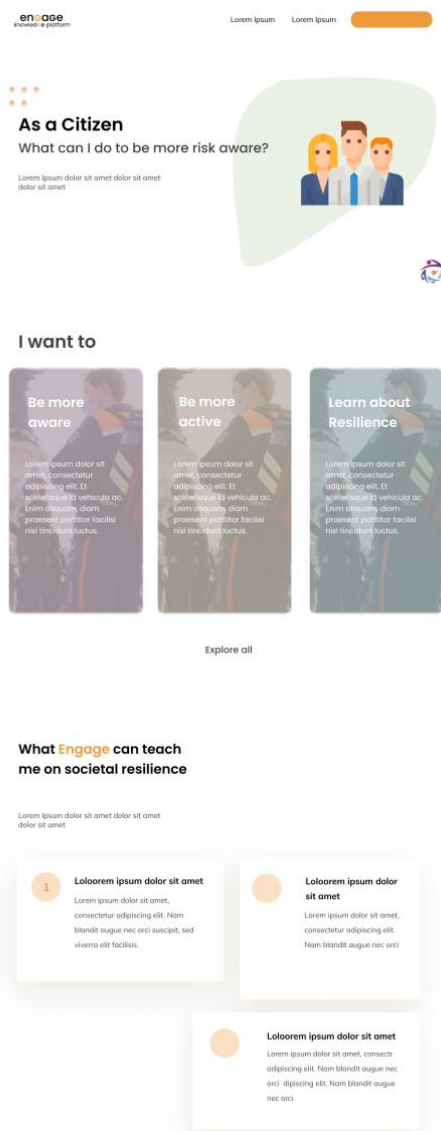 engage
knowledge platform
Lorem Ipsum
Lorem Ipsum
As a Citizen
What can I do to be more risk aware?
Lorem Ipsum dolor sit amet dolor sit amet
dolor sit amet
I want to
Be more
aware
Lorem ipsum dolor sit
amet, consectetur
adipiscing elit. Et
scelerisque id vehicula ac.
Enim aliquam, diam
praesent porttitor facilisi
nisl tincidunt luctus.
Be more
active
Lorem ipsum dolor sit
amet, consectetur
adipiscing elit. Et
scelerisque id vehicula ac.
Enim aliquam, diam
praesent porttitor facilisi
nisl tincidunt luctus.
Learn about
Resilience
Lorem ipsum dolor sit
amet, consectetur
adipiscing elit. Et
scelerisque id vehicula ac.
Enim aliquam, diam
praesent porttitor facilisi
nisl tincidunt luctus.
Explore all
What Engage can teach
me on societal resilience
Lorem Ipsum dolor sit amet dolor sit amet
dolor sit amet
1
Loloorem ipsum dolor sit amet
Lorem ipsum dolor sit amet,
consectetur adipiscing elit. Nam
blandit augue nec orci suscipit, sed
viverra elit facilisis.
Loloorem ipsum dolor
sit amet
Lorem ipsum dolor sit amet,
consectetur adipiscing elit.
Nam blandit augue nec orci
Loloorem ipsum dolor sit amet
Lorem ipsum dolor sit amet, consectr
adipiscing elit. Nam blandit augue nec
orci dipiscing elit. Nam blandit augue
nec orci